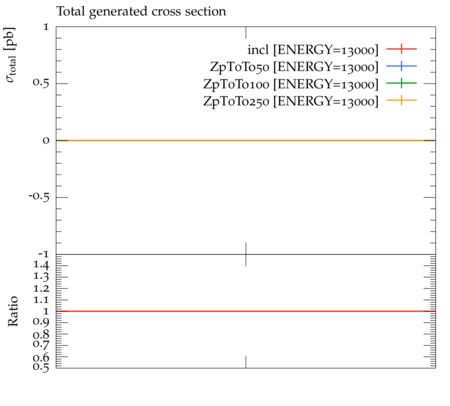 Total generated cross section
σtotal [pb]
1
incl [ENERGY=13000]
ZpToTo50 [ENERGY=13000]
ZpToTo100 [ENERGY=13000]
ZpToTo250 [ENERGY=13000]
0.5
0
-0.5
-1
Ratio
1.4
1.3
1.2
1.1
1
0.9
0.8
0.7
0.6
0.5